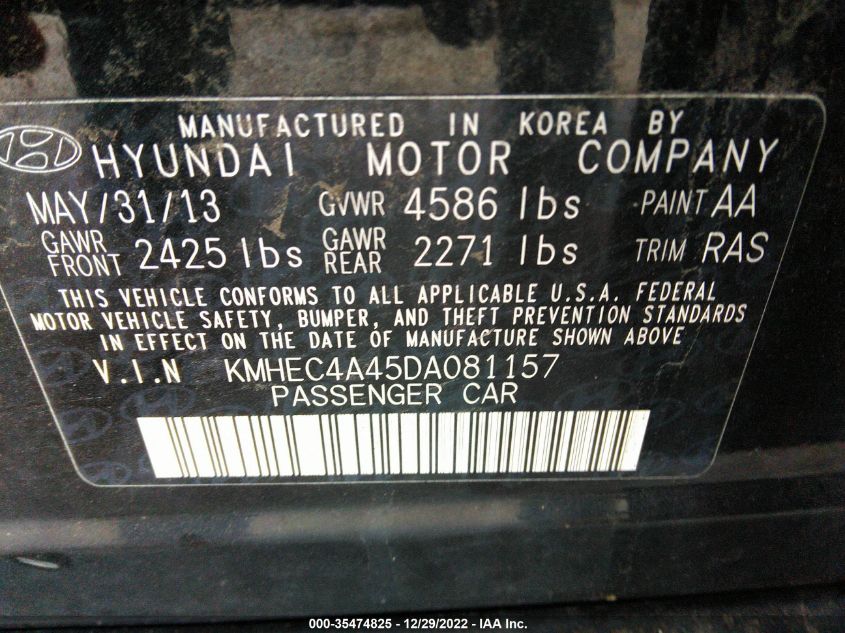 MANUFACTURED IN KOREA BY
HYUNDAI MOTOR COMPANY
MAY/31/13 GVWR 4586 lbs PAINT AA
GAWR FRONT 2425 lbs GAWR REAR 2271 lbs TRIM RAS
THIS VEHICLE CONFORMS TO ALL APPLICABLE U.S.A. FEDERAL
MOTOR VEHICLE SAFETY, BUMPER, AND THEFT PREVENTION STANDARDS
IN EFFECT ON THE DATE OF MANUFACTURE SHOWN ABOVE
V.I.N KMHEC4A45DA081157
PASSENGER CAR
000-35474825 - 12/29/2022 - IAA Inc.